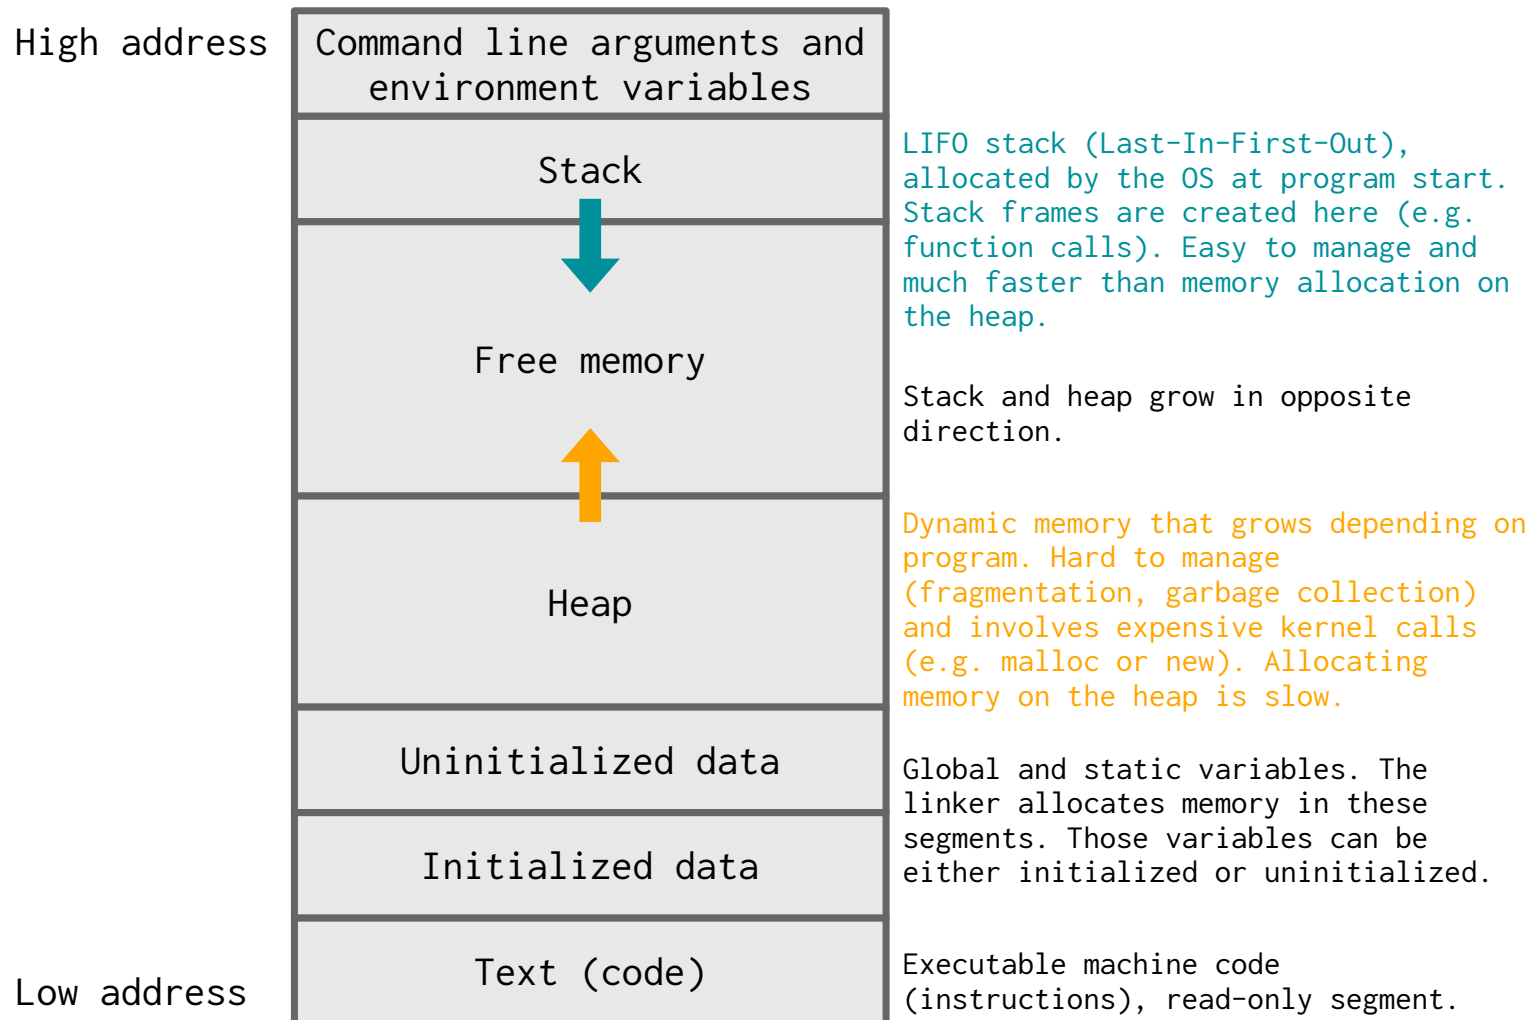 High address
Command line arguments and
environment variables
Stack
LIFO stack (Last-In-First-Out),
allocated by the OS at program start.
Stack frames are created here (e.g.
function calls). Easy to manage and
much faster than memory allocation on
the heap.
Free memory
Stack and heap grow in opposite
direction.
Heap
Dynamic memory that grows depending on
program. Hard to manage
(fragmentation, garbage collection)
and involves expensive kernel calls
(e.g. malloc or new). Allocating
memory on the heap is slow.
Uninitialized data
Initialized data
Global and static variables. The
linker allocates memory in these
segments. Those variables can be
either initialized or uninitialized.
Low address
Text (code)
Executable machine code
(instructions), read-only segment.